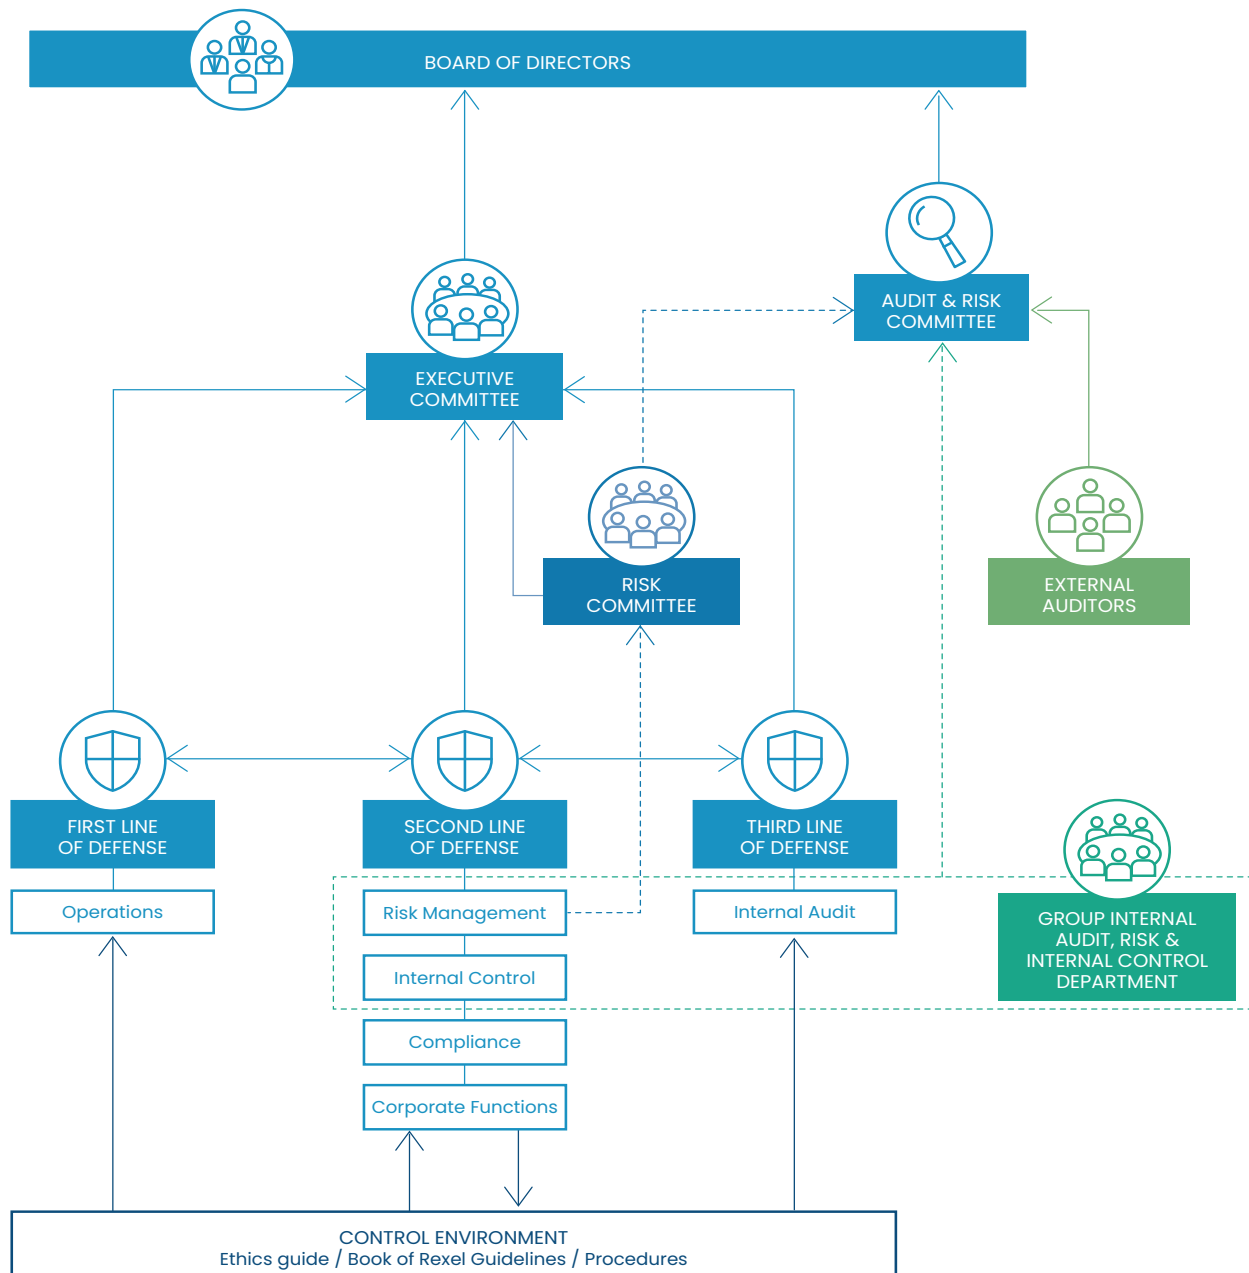 BOARD OF DIRECTORS
AUDIT & RISK
COMMITTEE
EXECUTIVE
COMMITTEE
RISK
COMMITTEE
EXTERNAL
AUDITORS
FIRST LINE
OF DEFENSE
SECOND LINE
OF DEFENSE
THIRD LINE
OF DEFENSE
Operations
Risk Management
Internal Audit
GROUP INTERNAL
AUDIT, RISK &
INTERNAL CONTROL
DEPARTMENT
Internal Control
Compliance
Corporate Functions
CONTROL ENVIRONMENT
Ethics guide / Book of Rexel Guidelines / Procedures